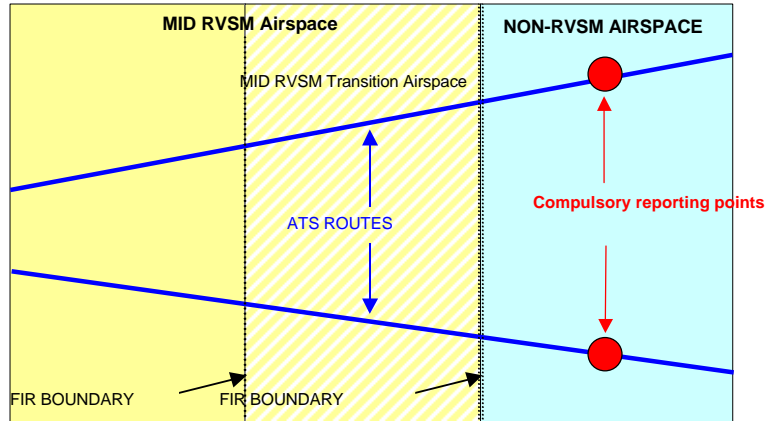 MID RVSM Airspace
NON-RVSM AIRSPACE
MID RVSM Transition Airspace
Compulsory reporting points
ATS ROUTES
FIR BOUNDARY
FIR BOUNDARY